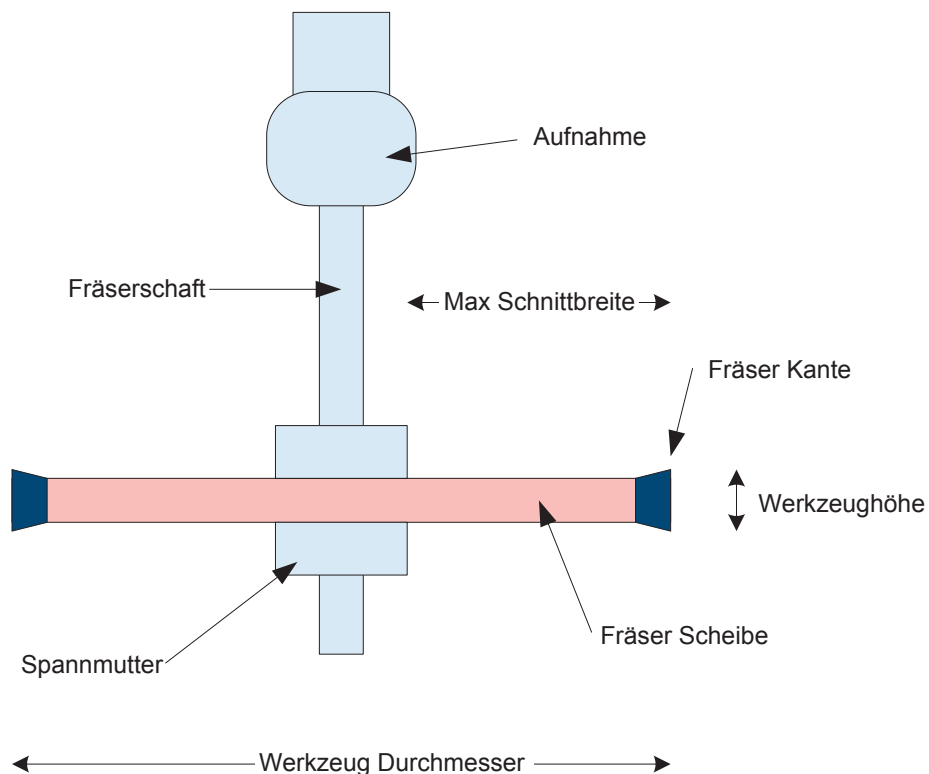 Aufnahme
Fräserschaft
Max Schnittbreite
Fräser Kante
Werkzeughöhe
Fräser Scheibe
Spannmutter
Werkzeug Durchmesser